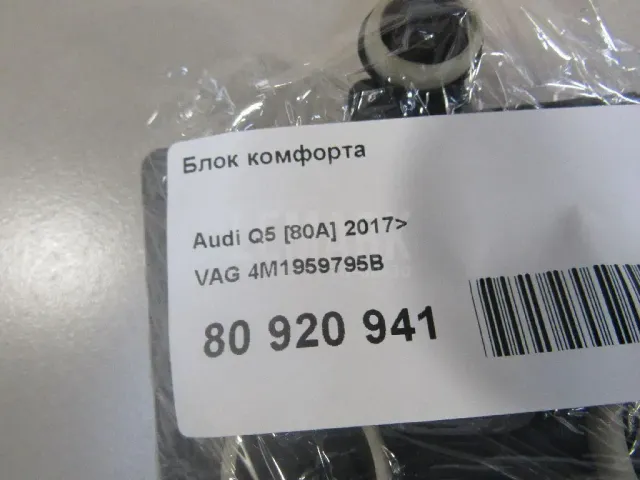 Блок комфорта
Audi Q5 [80A] 2017>
VAG 4M1959795B
80 920 941